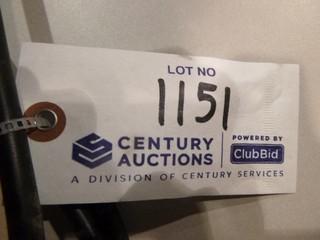 LOT NO
1151
CENTURY AUCTIONS
POWERED BY
ClubBid
A DIVISION OF CENTURY SERVICES